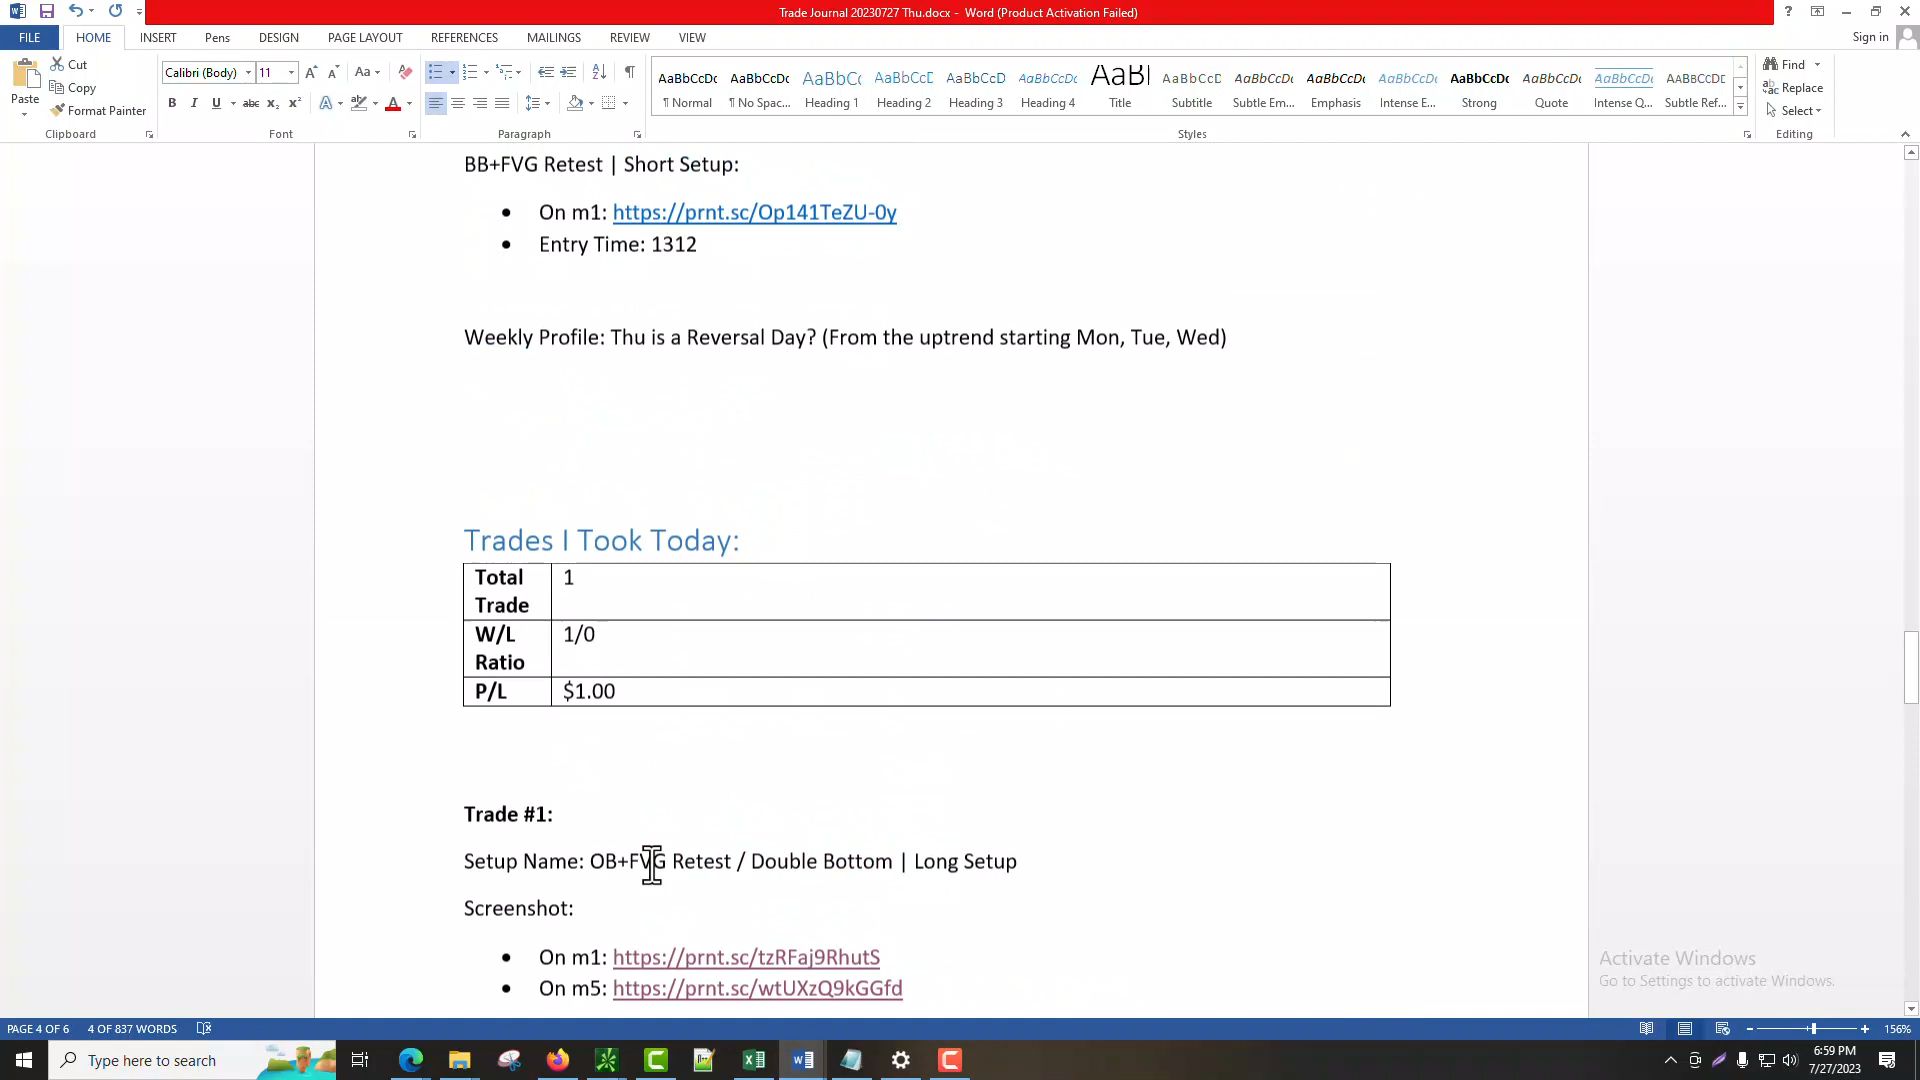 Trade Journal 20230727 Thu.docx - Word (Product Activation Failed)
FILE HOME INSERT Pens DESIGN PAGE LAYOUT REFERENCES MAILINGS REVIEW VIEW Sign in
Paste Cut Copy Format Painter
Calibri (Body) 11
AaBbCcDc AaBbCcDc AaBbCc AaBbCcD AaBbCcD AaBbCcD AaBl AaBbCcD AaBbCcDc AaBbCcDc AaBbCcDc AaBbCcDc AaBbCcDc AaBbCcDc AABBCCDE
¶ Normal ¶ No Spac... Heading 1 Heading 2 Heading 3 Heading 4 Title Subtitle Subtle Em... Emphasis Intense E... Strong Quote Intense Q... Subtle Ref...
Find Replace Select
Clipboard Font Paragraph Styles Editing
BB+FVG Retest | Short Setup:
• On m1: https://prnt.sc/Op141TeZU-0y
• Entry Time: 1312
Weekly Profile: Thu is a Reversal Day? (From the uptrend starting Mon, Tue, Wed)
Trades I Took Today:
Total Trade 1
W/L Ratio 1/0
P/L $1.00
Trade #1:
Setup Name: OB+FVG Retest / Double Bottom | Long Setup
Screenshot:
• On m1: https://prnt.sc/tzRFaj9RhutS
• On m5: https://prnt.sc/wtUXzQ9kGGfd
Activate Windows
Go to Settings to activate Windows.
PAGE 4 OF 6 4 OF 837 WORDS 156%
Type here to search
6:59 PM
7/27/2023